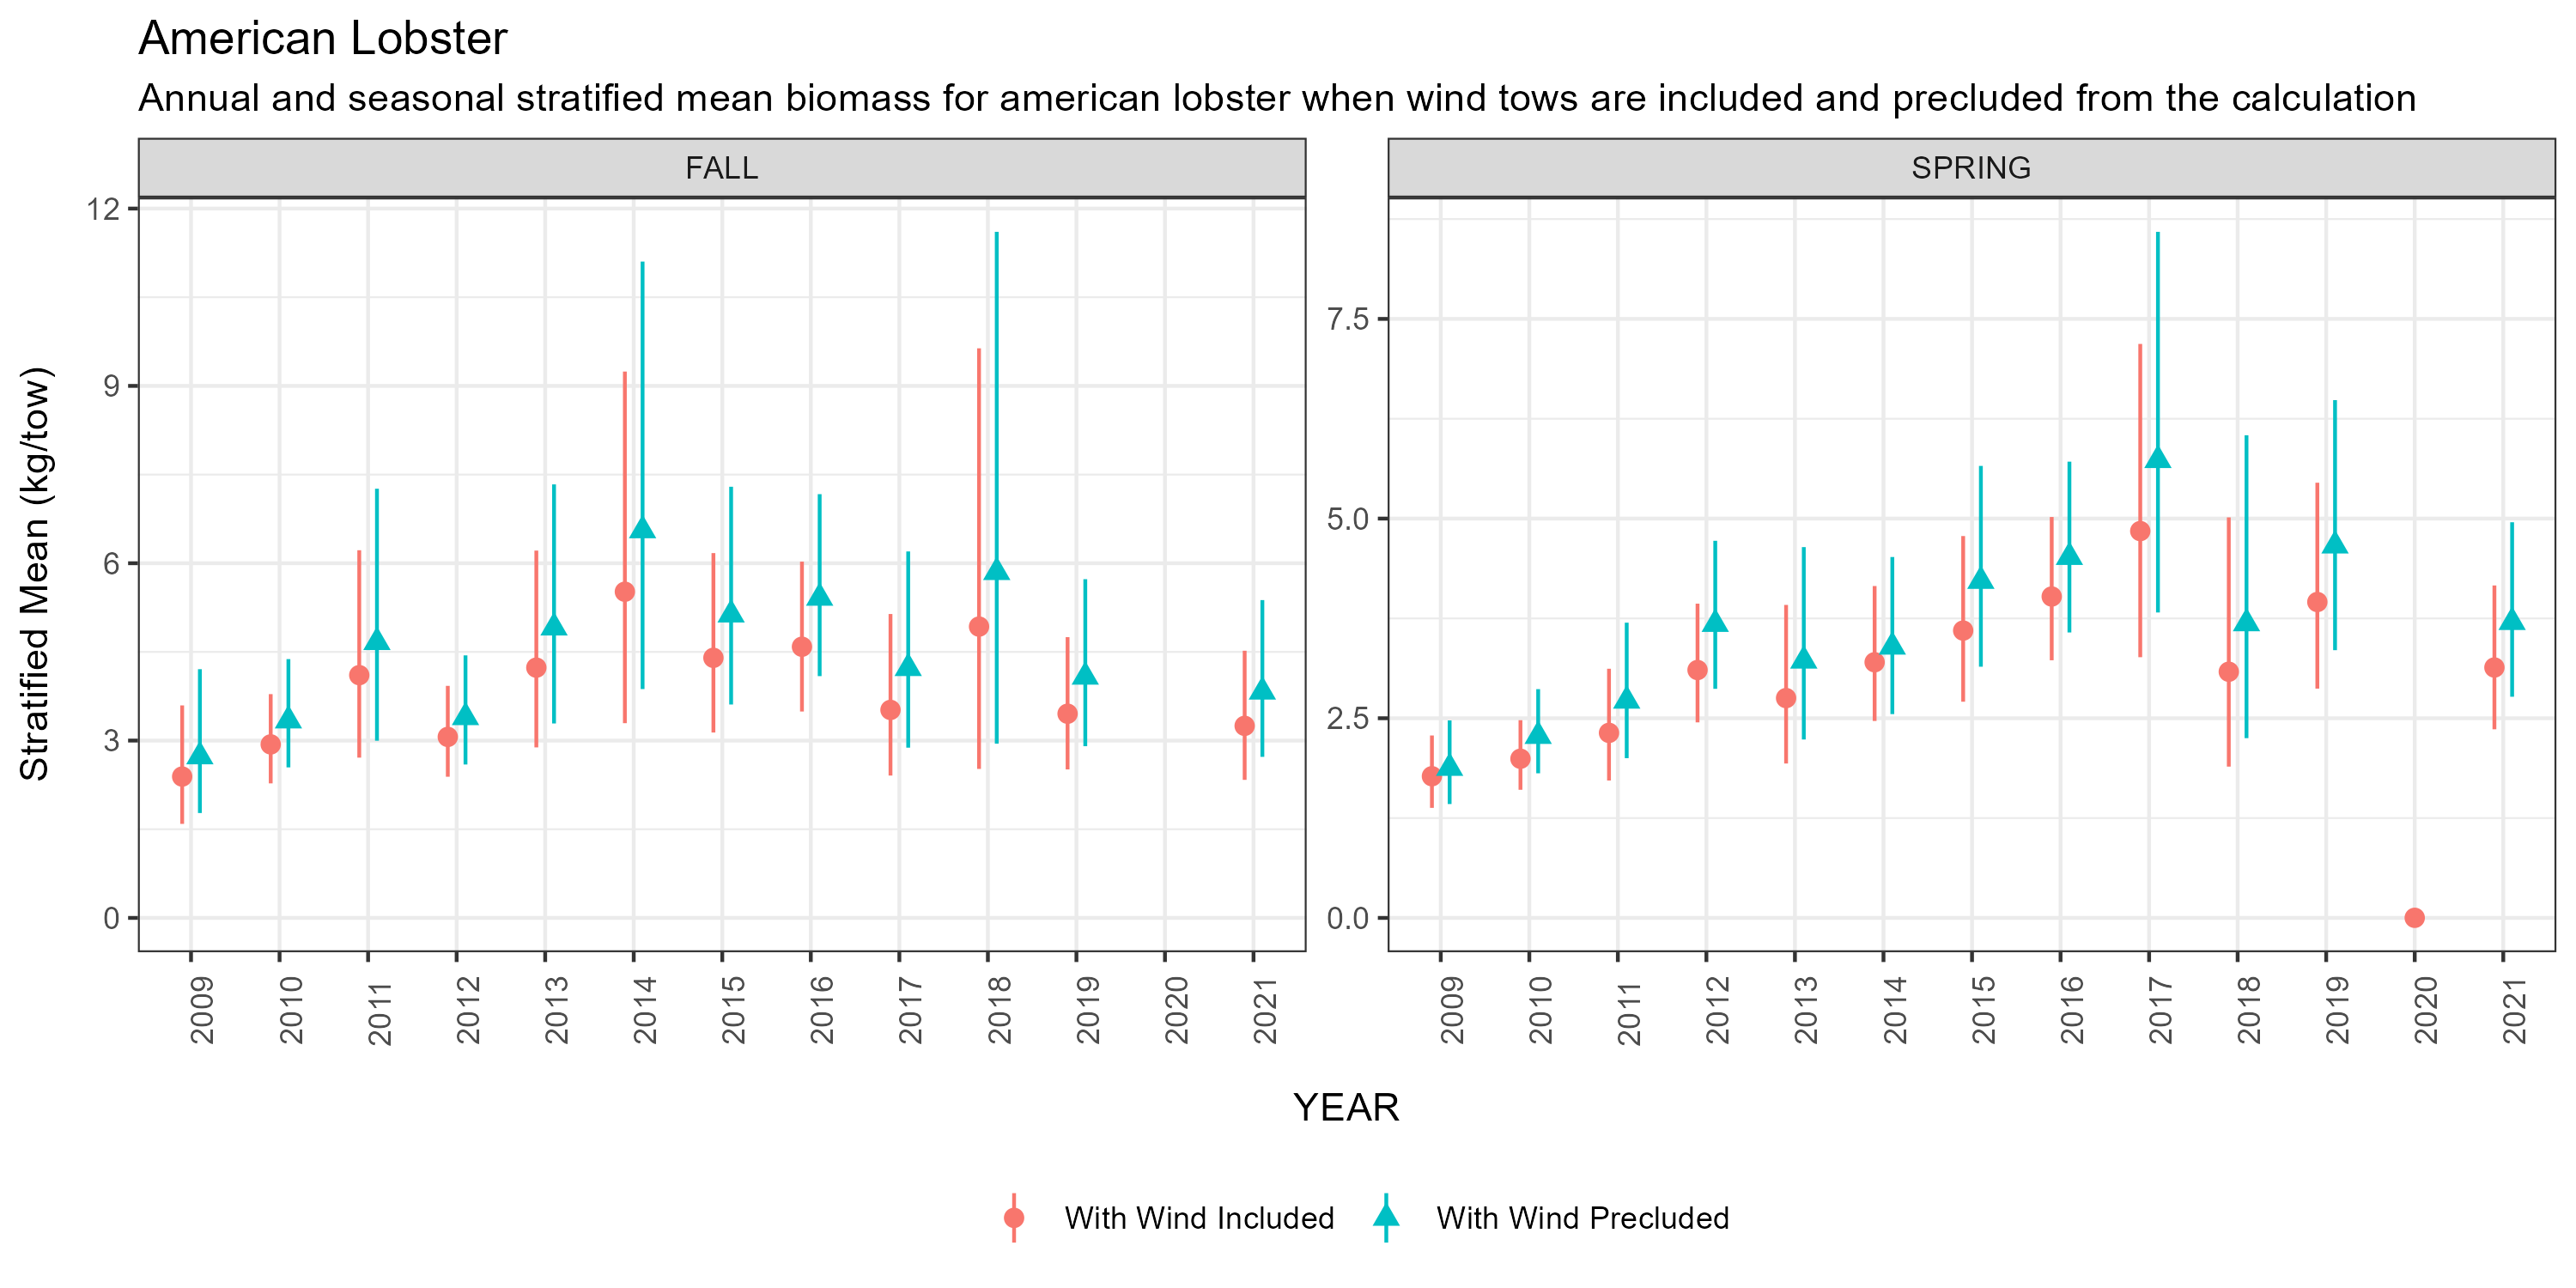 American Lobster
Annual and seasonal stratified mean biomass for american lobster when wind tows are included and precluded from the calculation
FALL
SPRING
Stratified Mean (kg/tow)
12
9
6
3
0
7.5
5.0
2.5
0.0
2009 2010 2011 2012 2013 2014 2015 2016 2017 2018 2019 2020 2021
2009 2010 2011 2012 2013 2014 2015 2016 2017 2018 2019 2020 2021
YEAR
With Wind Included
With Wind Precluded